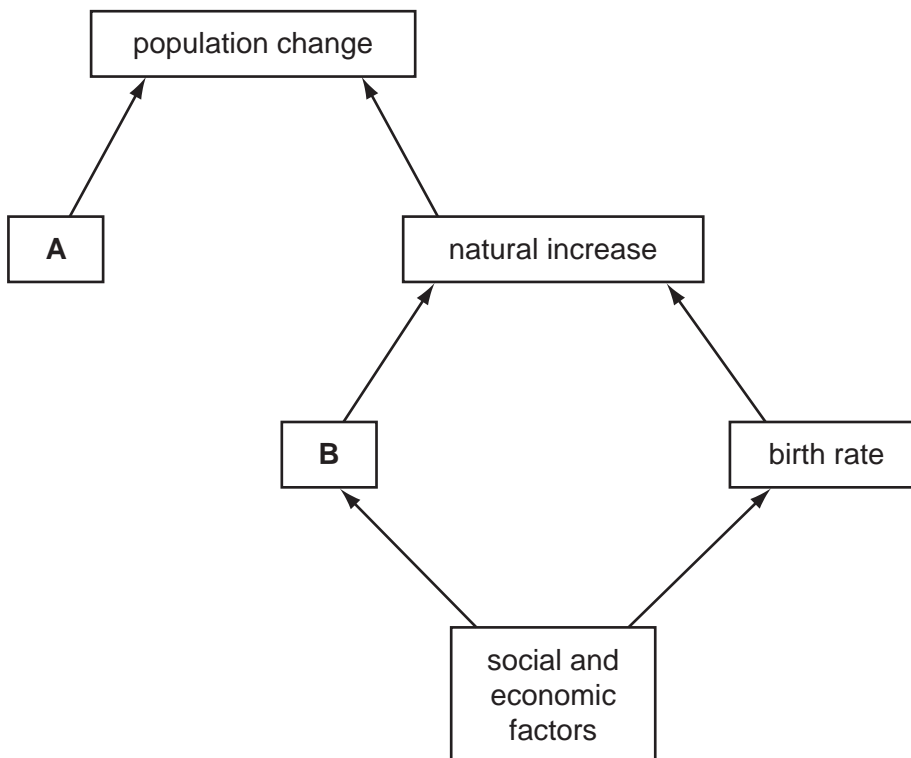 population change
A
natural increase
B
birth rate
social and
economic
factors